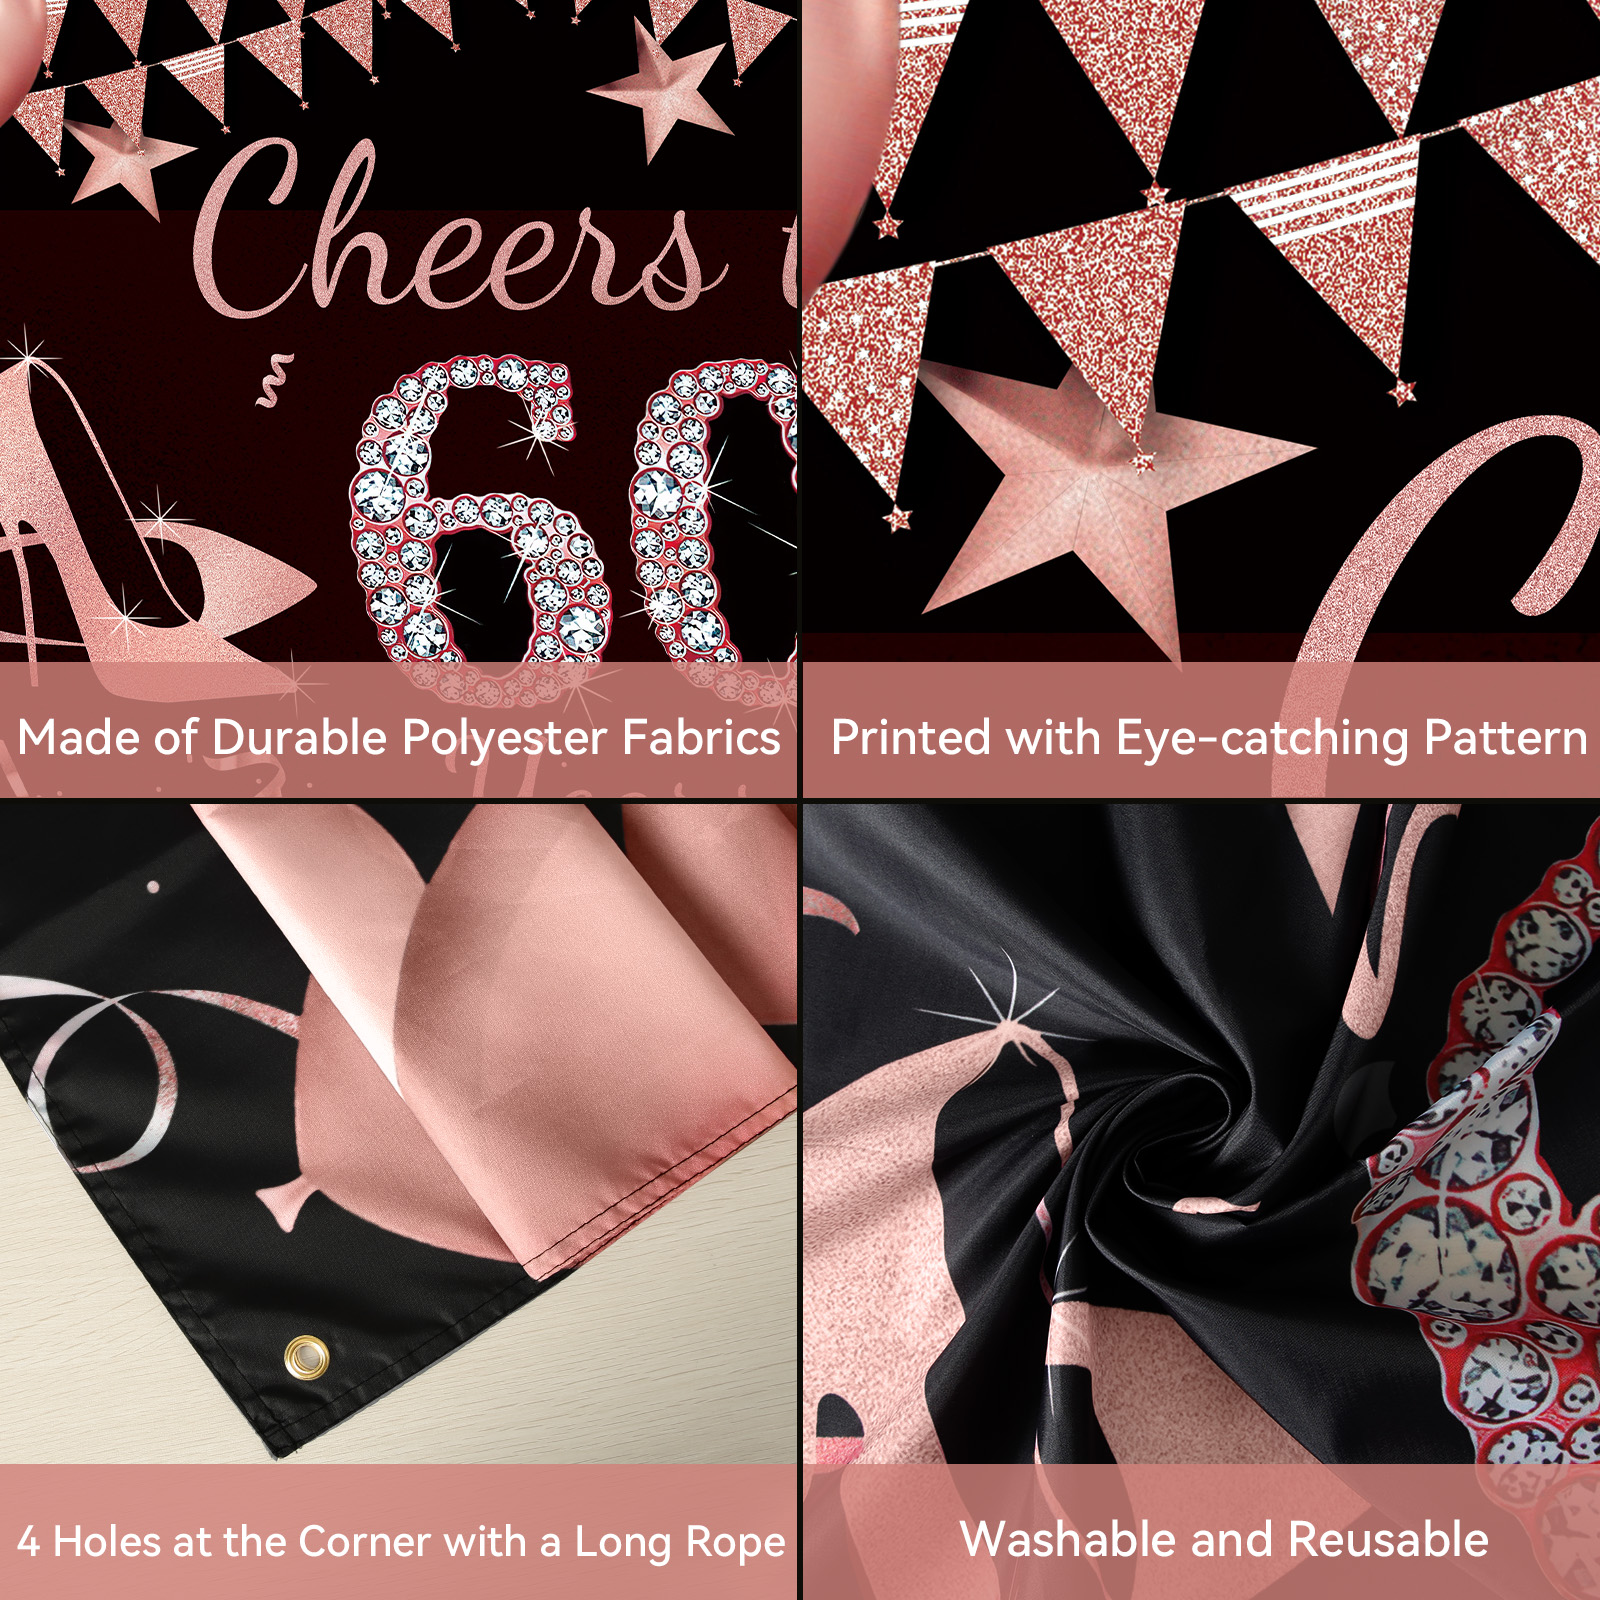 Cheers t
60
Made of Durable Polyester Fabrics
Printed with Eye-catching Pattern
C
4 Holes at the Corner with a Long Rope
Washable and Reusable